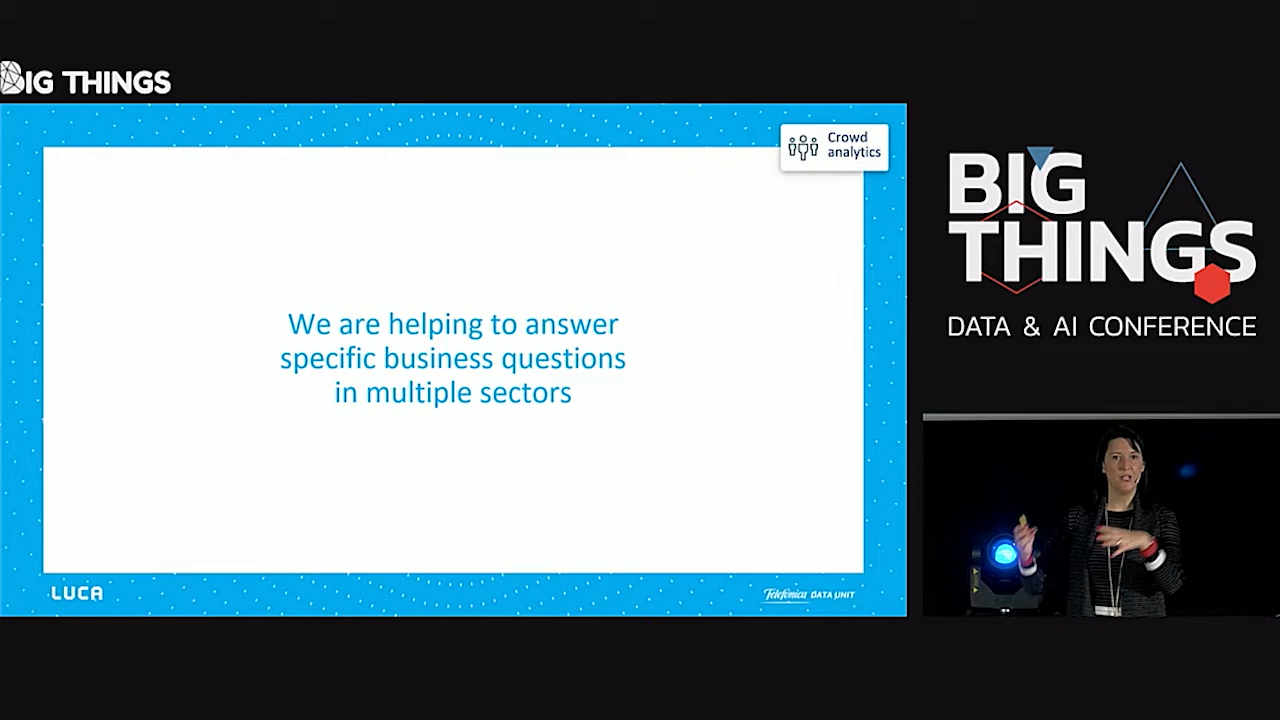 BIG THINGS
Crowd
analytics
We are helping to answer
specific business questions
in multiple sectors
LUCA
Telefónica DATA UNIT
BIG
THINGS
DATA & AI CONFERENCE